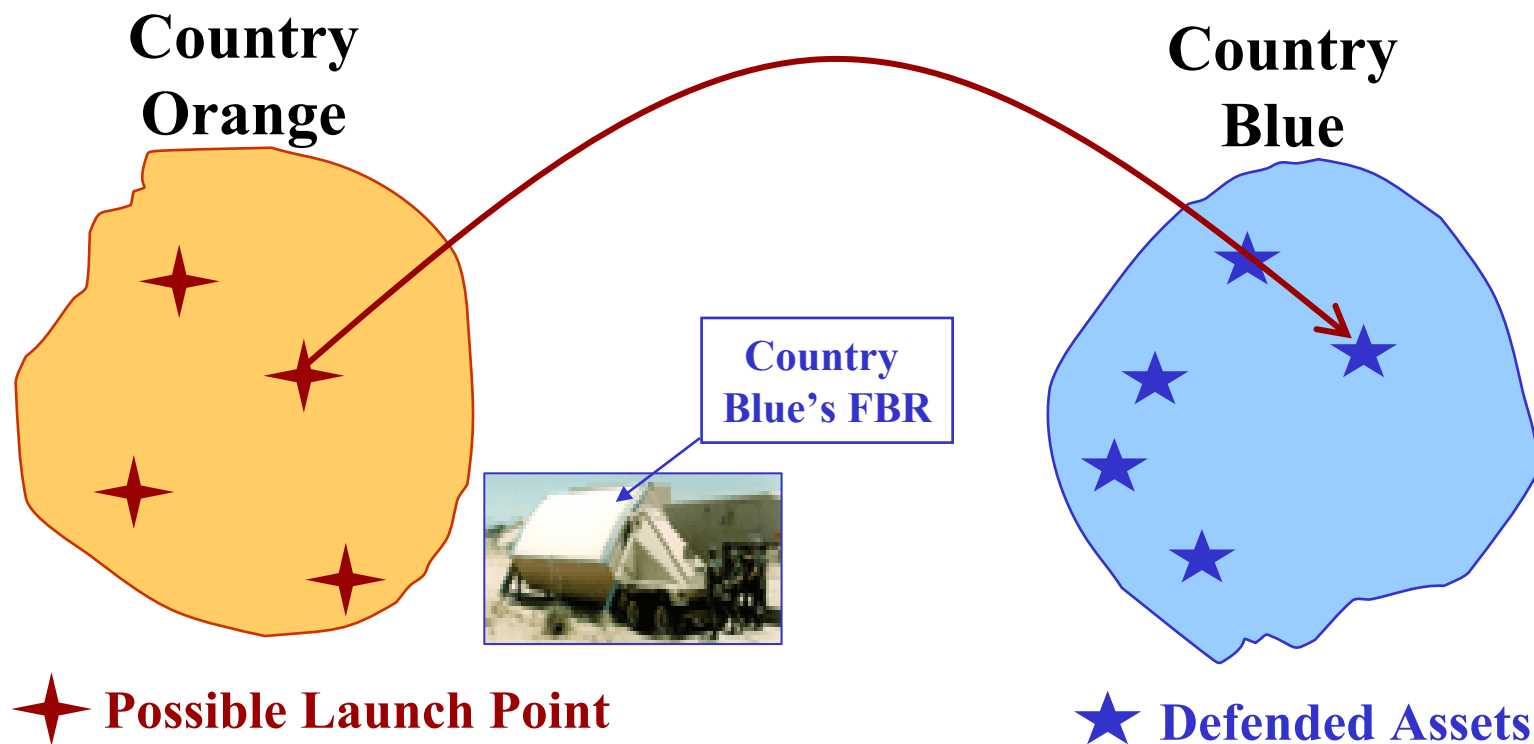 Country
Orange
Country
Blue
Country
Blue's FBR
Possible Launch Point
Defended Assets